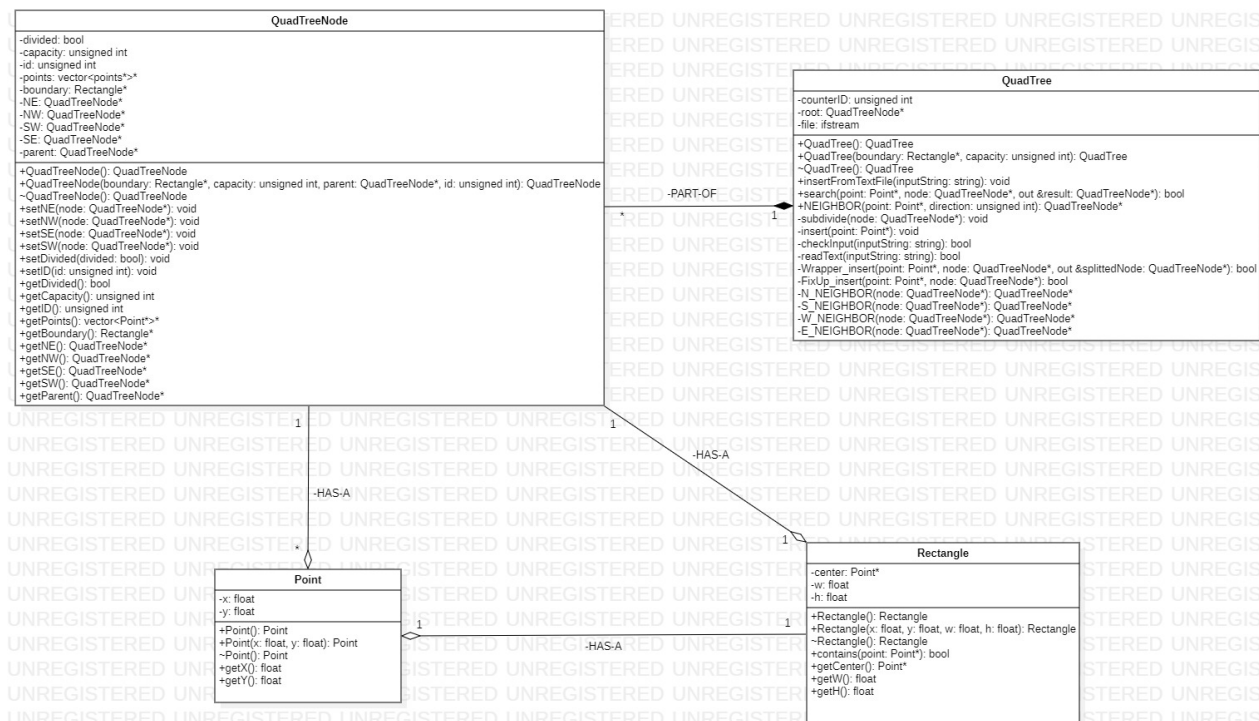 QuadTreeNode
-divided: bool
-capacity: unsigned int
-id: unsigned int
-points: vector<points*>*
-boundary: Rectangle*
-NE: QuadTreeNode*
-NW: QuadTreeNode*
-SW: QuadTreeNode*
-SE: QuadTreeNode*
-parent: QuadTreeNode*
+QuadTreeNode(): QuadTreeNode
+QuadTreeNode(boundary: Rectangle*, capacity: unsigned int, parent: QuadTreeNode*, id: unsigned int): QuadTreeNode
~QuadTreeNode(): QuadTreeNode
+setNE(node: QuadTreeNode*): void
+setNW(node: QuadTreeNode*): void
+setSE(node: QuadTreeNode*): void
+setSW(node: QuadTreeNode*): void
+setDivided(divided: bool): void
+setID(id: unsigned int): void
+getDivided(): bool
+getCapacity(): unsigned int
+getID(): unsigned int
+getPoints(): vector<Point*>*
+getBoundary(): Rectangle*
+getNE(): QuadTreeNode*
+getNW(): QuadTreeNode*
+getSE(): QuadTreeNode*
+getSW(): QuadTreeNode*
+getParent(): QuadTreeNode*
QuadTree
-counterID: unsigned int
-root: QuadTreeNode*
-file: ifstream
+QuadTree(): QuadTree
+QuadTree(boundary: Rectangle*, capacity: unsigned int): QuadTree
~QuadTree(): QuadTree
+insertFromTextFile(inputString: string): void
+search(point: Point*, node: QuadTreeNode*, out &result: QuadTreeNode*): bool
+NEIGHBOR(point: Point*, direction: unsigned int): QuadTreeNode*
-subdivide(node: QuadTreeNode*): void
-insert(point: Point*): void
-checkInput(inputString: string): bool
-readText(inputString: string): bool
-Wrapper_insert(point: Point*, node: QuadTreeNode*, out &splittedNode: QuadTreeNode*): bool
-FixUp_insert(point: Point*, node: QuadTreeNode*): bool
-N_NEIGHBOR(node: QuadTreeNode*): QuadTreeNode*
-S_NEIGHBOR(node: QuadTreeNode*): QuadTreeNode*
-W_NEIGHBOR(node: QuadTreeNode*): QuadTreeNode*
-E_NEIGHBOR(node: QuadTreeNode*): QuadTreeNode*
-PART-OF
*
1
1
-HAS-A
*
1
-HAS-A
1
Point
-x: float
-y: float
+Point(): Point
+Point(x: float, y: float): Point
~Point(): Point
+getX(): float
+getY(): float
1
-HAS-A
1
Rectangle
-center: Point*
-w: float
-h: float
+Rectangle(): Rectangle
+Rectangle(x: float, y: float, w: float, h: float): Rectangle
~Rectangle(): Rectangle
+contains(point: Point*): bool
+getCenter(): Point*
+getW(): float
+getH(): float
UNREGISTERED UNREGISTERED UNREGISTERED UNREGISTERED UNREGISTERED UNREGISTERED